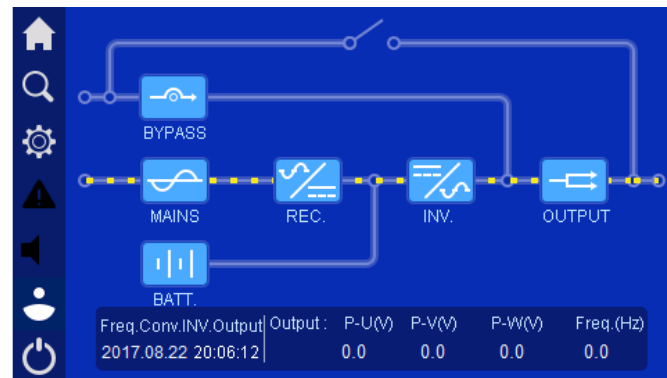 BYPASS
MAINS
REC.
INV.
OUTPUT
BATT.
Freq.Conv.INV.Output Output : P-U(V) P-V(V) P-W(V) Freq.(Hz)
2017.08.22 20:06:12 0.0 0.0 0.0 0.0